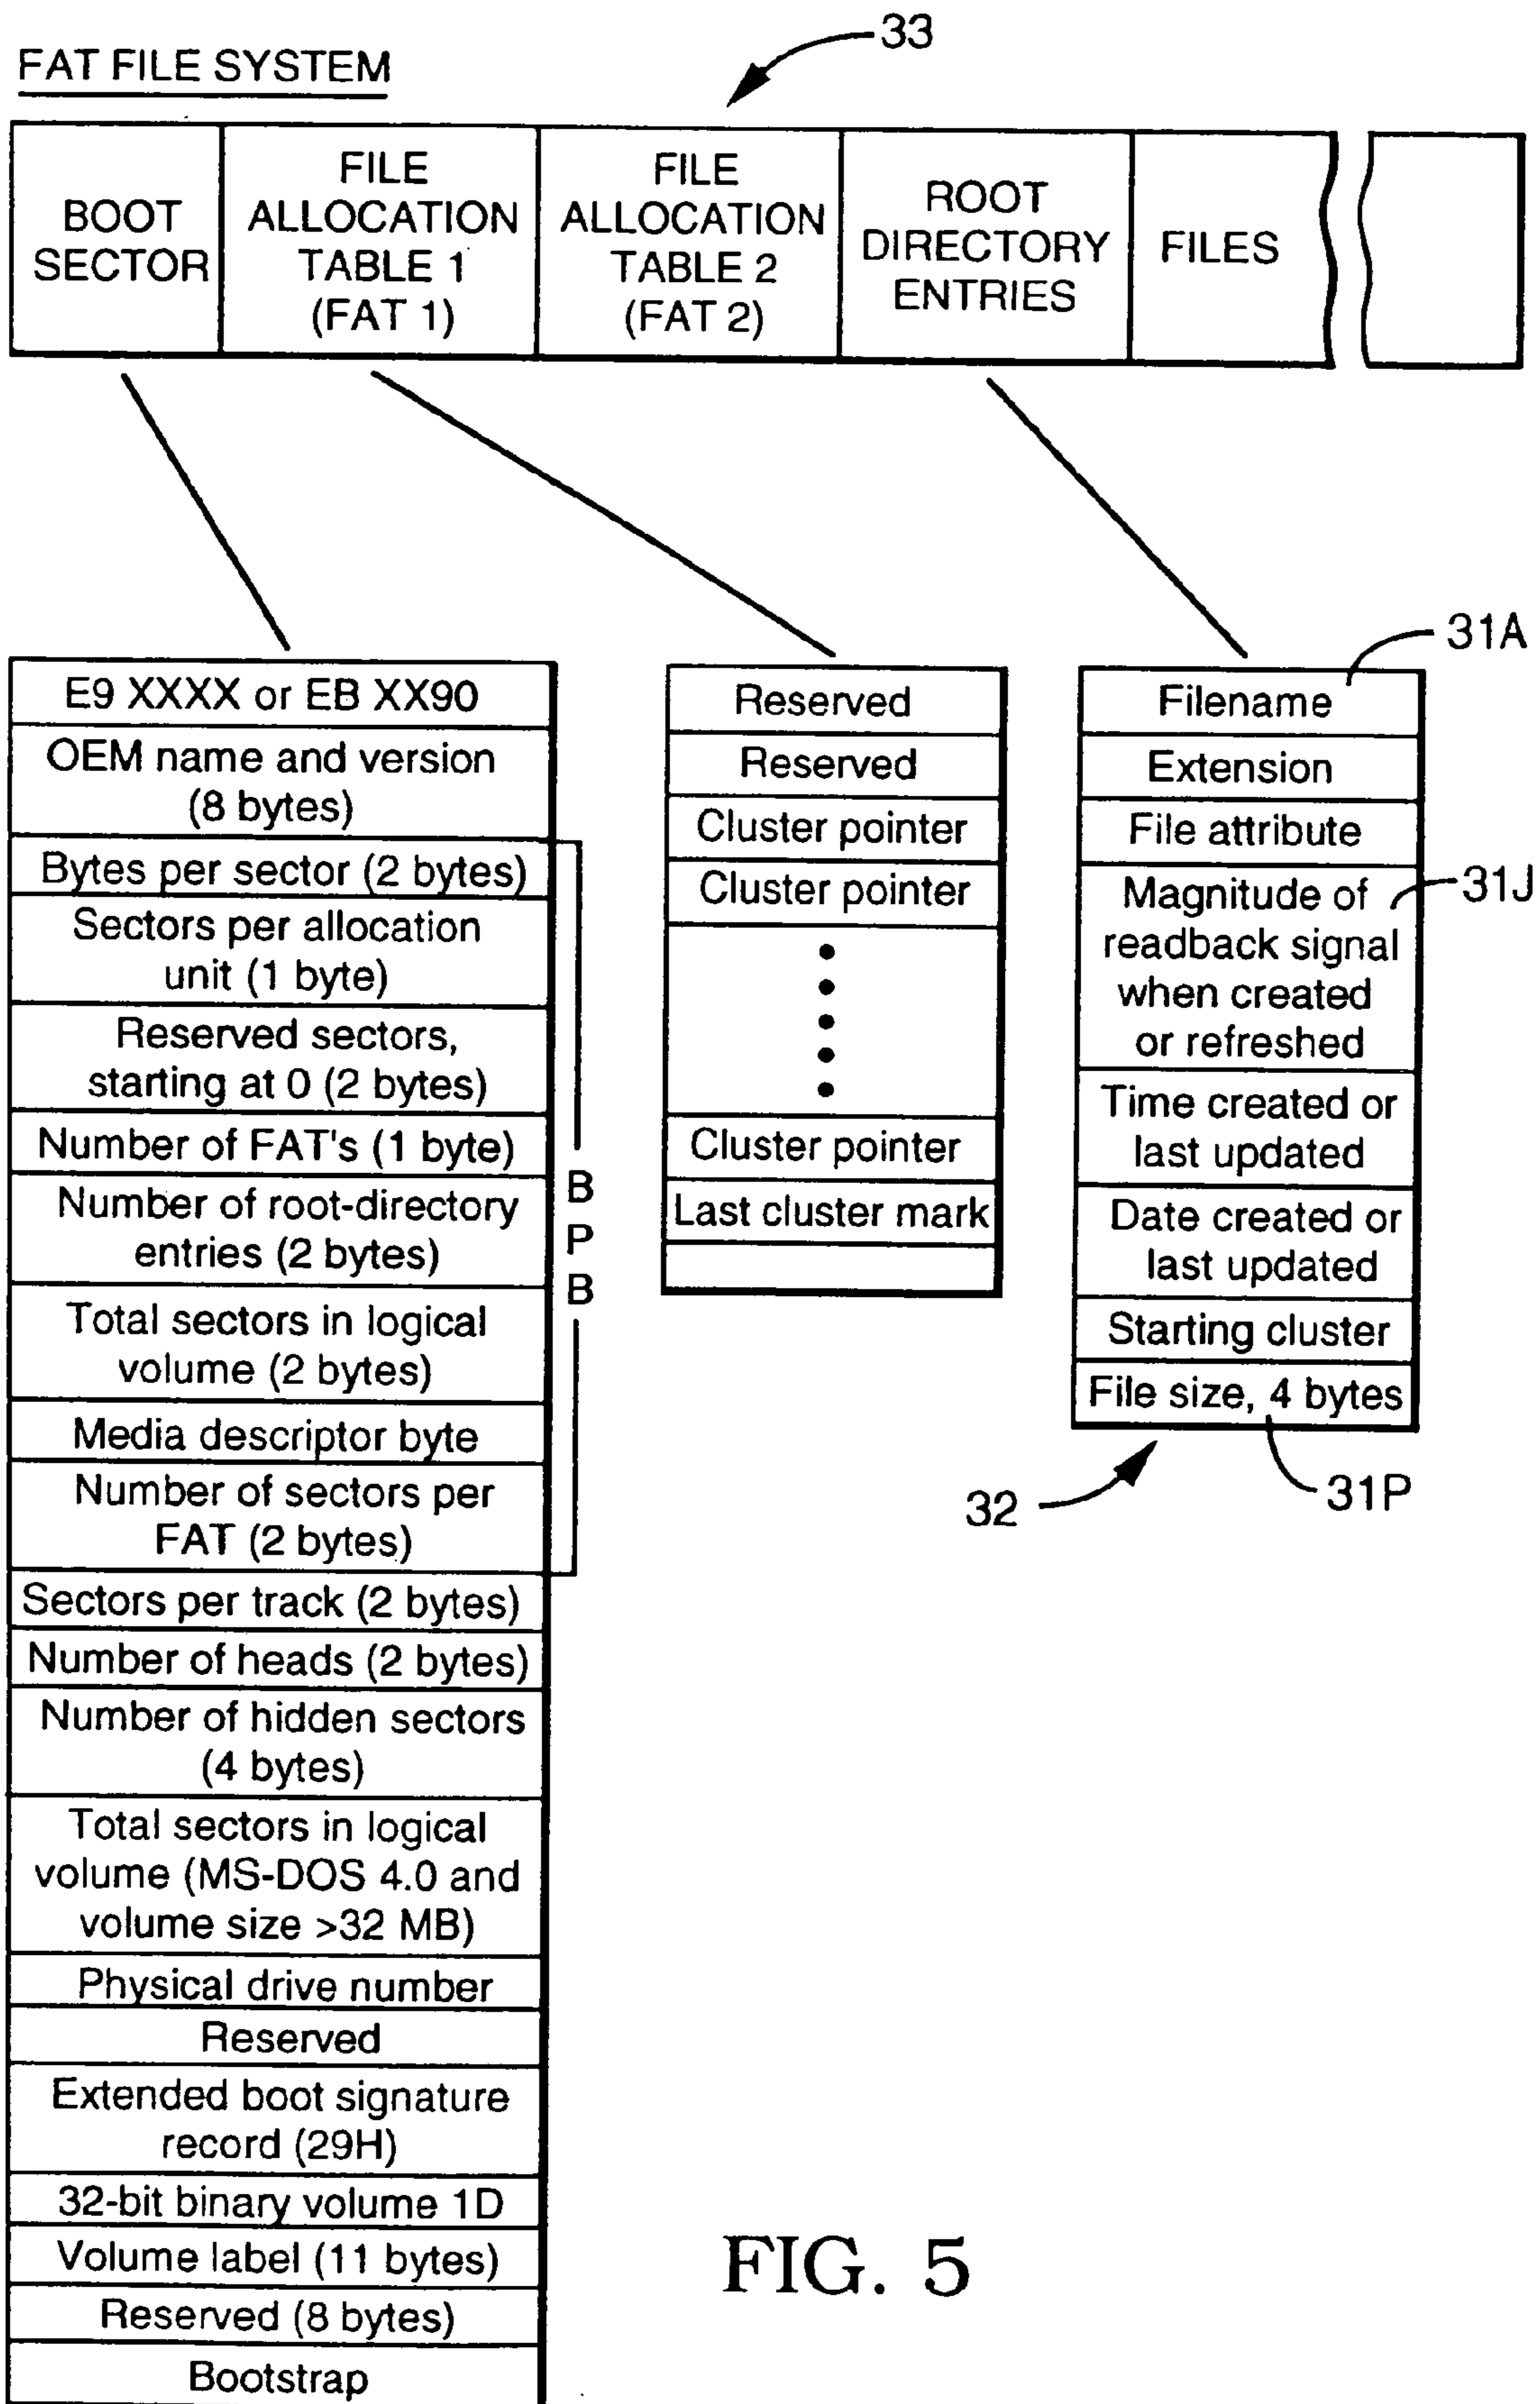 33
FAT FILE SYSTEM
BOOT
SECTOR
FILE
ALLOCATION
TABLE 1
(FAT 1)
FILE
ALLOCATION
TABLE 2
(FAT 2)
ROOT
DIRECTORY
ENTRIES
FILES
E9 XXXX or EB XX90
OEM name and version
(8 bytes)
Bytes per sector (2 bytes)
Sectors per allocation
unit (1 byte)
Reserved sectors,
starting at 0 (2 bytes)
Number of FAT's (1 byte)
Number of root-directory
entries (2 bytes)
Total sectors in logical
volume (2 bytes)
Media descriptor byte
Number of sectors per
FAT (2 bytes)
Sectors per track (2 bytes)
Number of heads (2 bytes)
Number of hidden sectors
(4 bytes)
Total sectors in logical
volume (MS-DOS 4.0 and
volume size >32 MB)
Physical drive number
Reserved
Extended boot signature
record (29H)
32-bit binary volume 1D
Volume label (11 bytes)
Reserved (8 bytes)
Bootstrap
B
P
B
Reserved
Reserved
Cluster pointer
Cluster pointer
Cluster pointer
Last cluster mark
31A
Filename
Extension
File attribute
Magnitude of
readback signal
when created
or refreshed
31J
Time created or
last updated
Date created or
last updated
Starting cluster
File size, 4 bytes
32
31P
FIG. 5